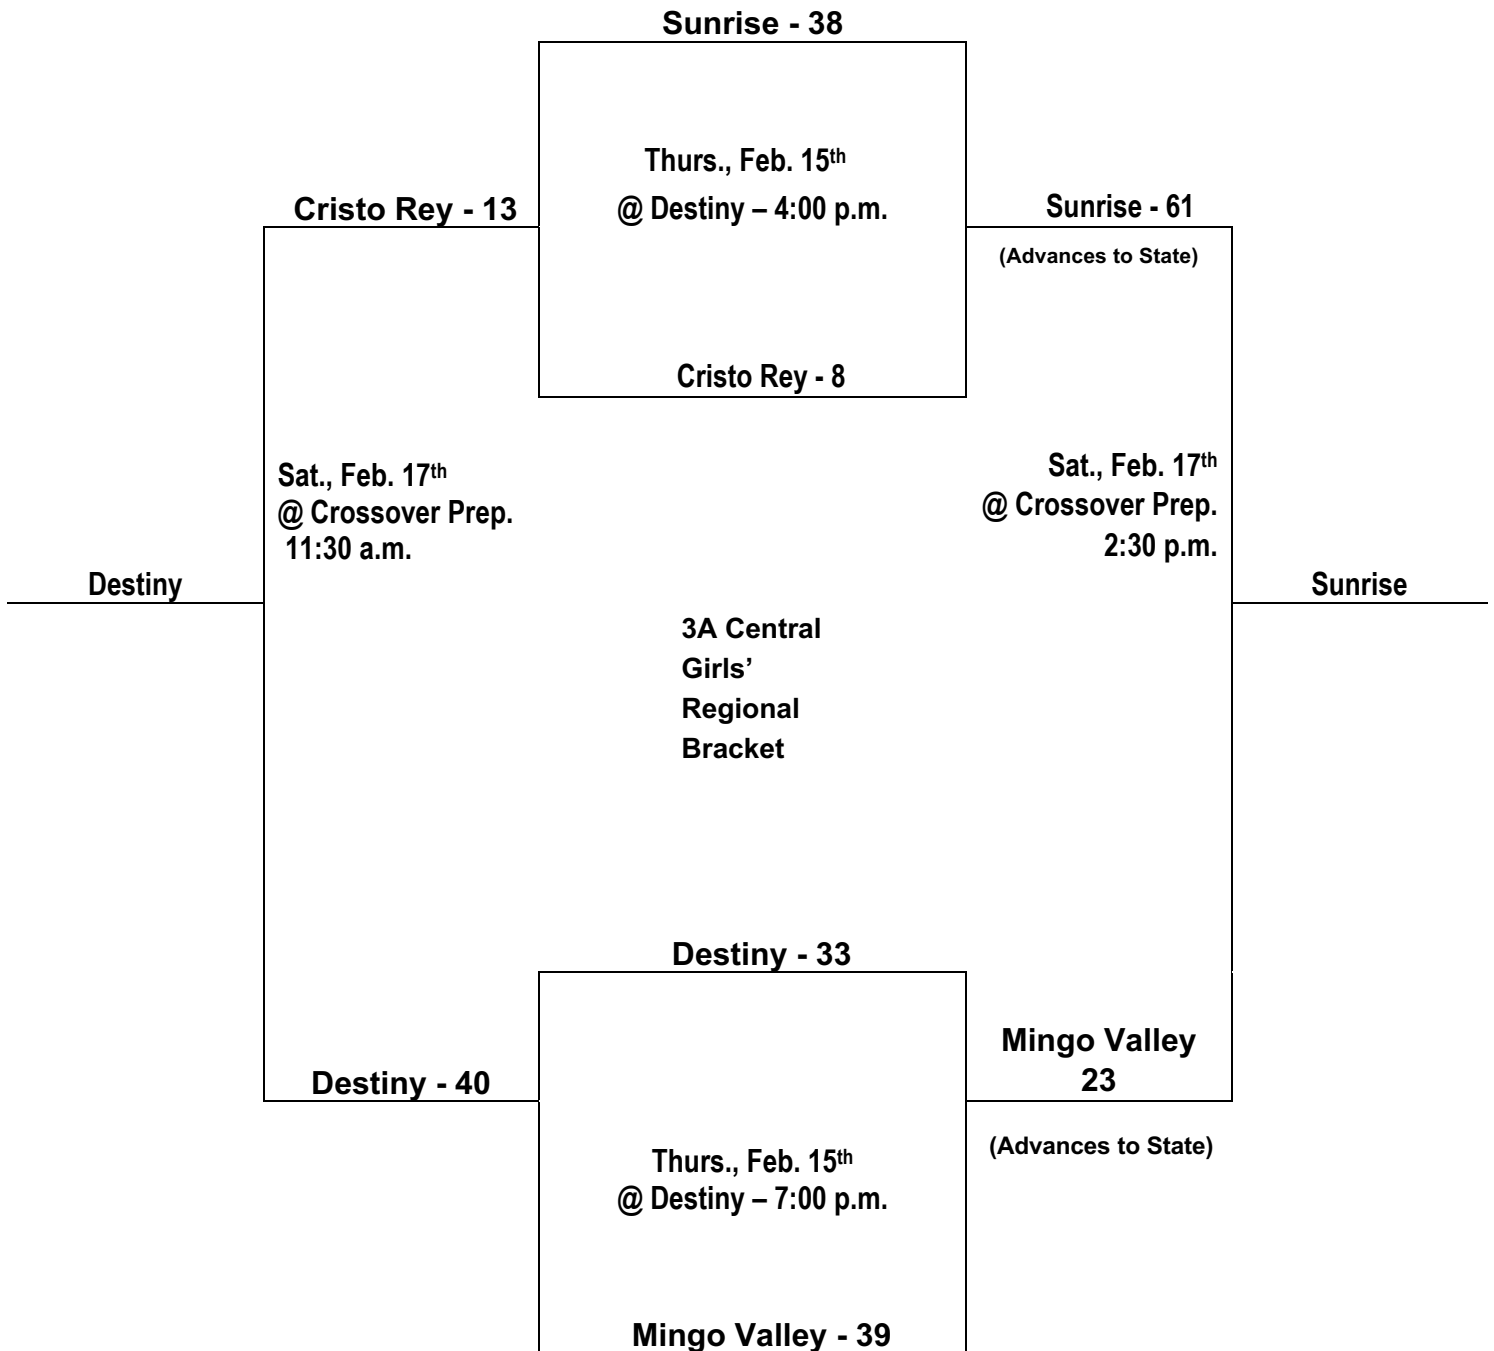 Sunrise - 38
Thurs., Feb. 15th
@ Destiny – 4:00 p.m.
Cristo Rey - 13
Sunrise - 61
(Advances to State)
Cristo Rey - 8
Sat., Feb. 17th
@ Crossover Prep.
11:30 a.m.
Sat., Feb. 17th
@ Crossover Prep.
2:30 p.m.
Destiny
Sunrise
3A Central
Girls’
Regional
Bracket
Destiny - 33
Destiny - 40
Mingo Valley
23
(Advances to State)
Thurs., Feb. 15th
@ Destiny – 7:00 p.m.
Mingo Valley - 39